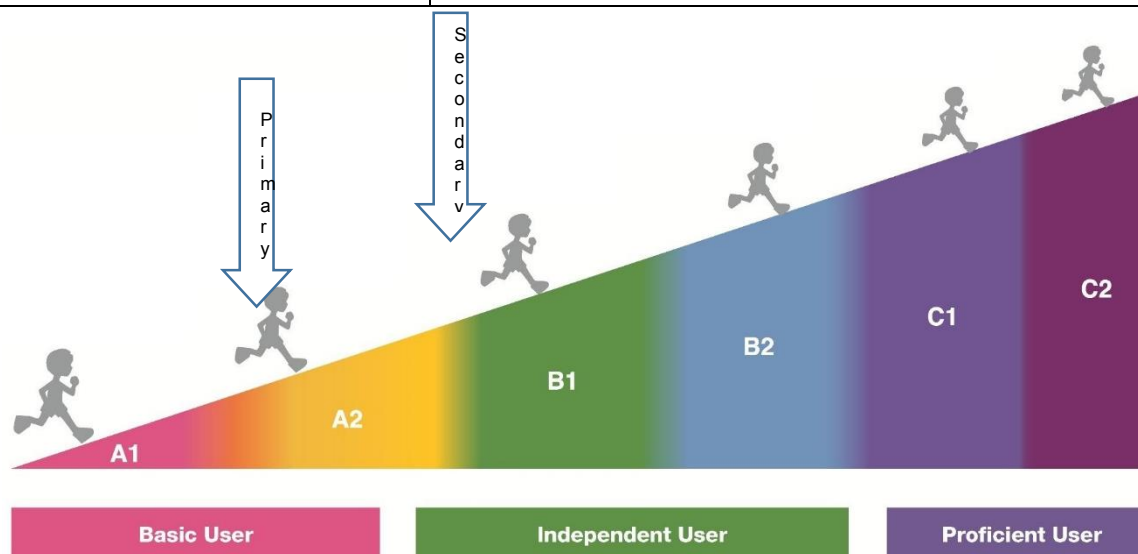 Primary
Secondary
A1
A2
B1
B2
C1
C2
Basic User
Independent User
Proficient User